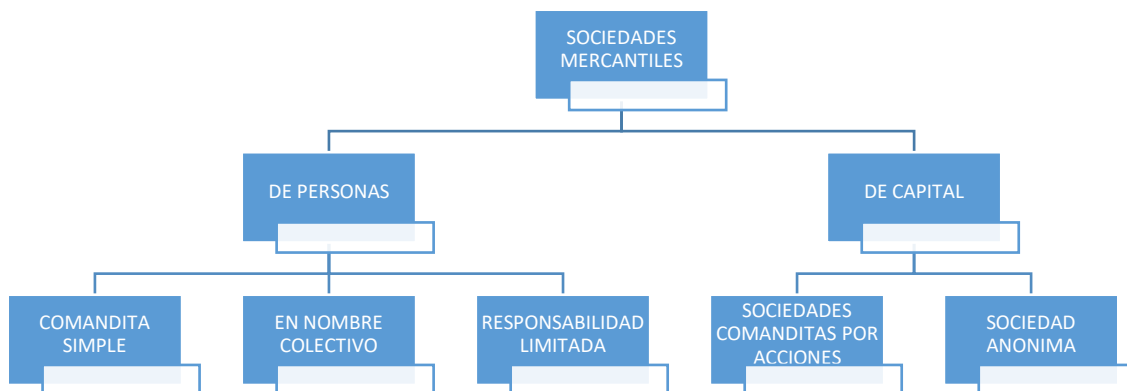 SOCIEDADES
MERCANTILES
DE PERSONAS
DE CAPITAL
COMANDITA
SIMPLE
EN NOMBRE
COLECTIVO
RESPONSABILIDAD
LIMITADA
SOCIEDADES
COMANDITAS POR
ACCIONES
SOCIEDAD
ANONIMA